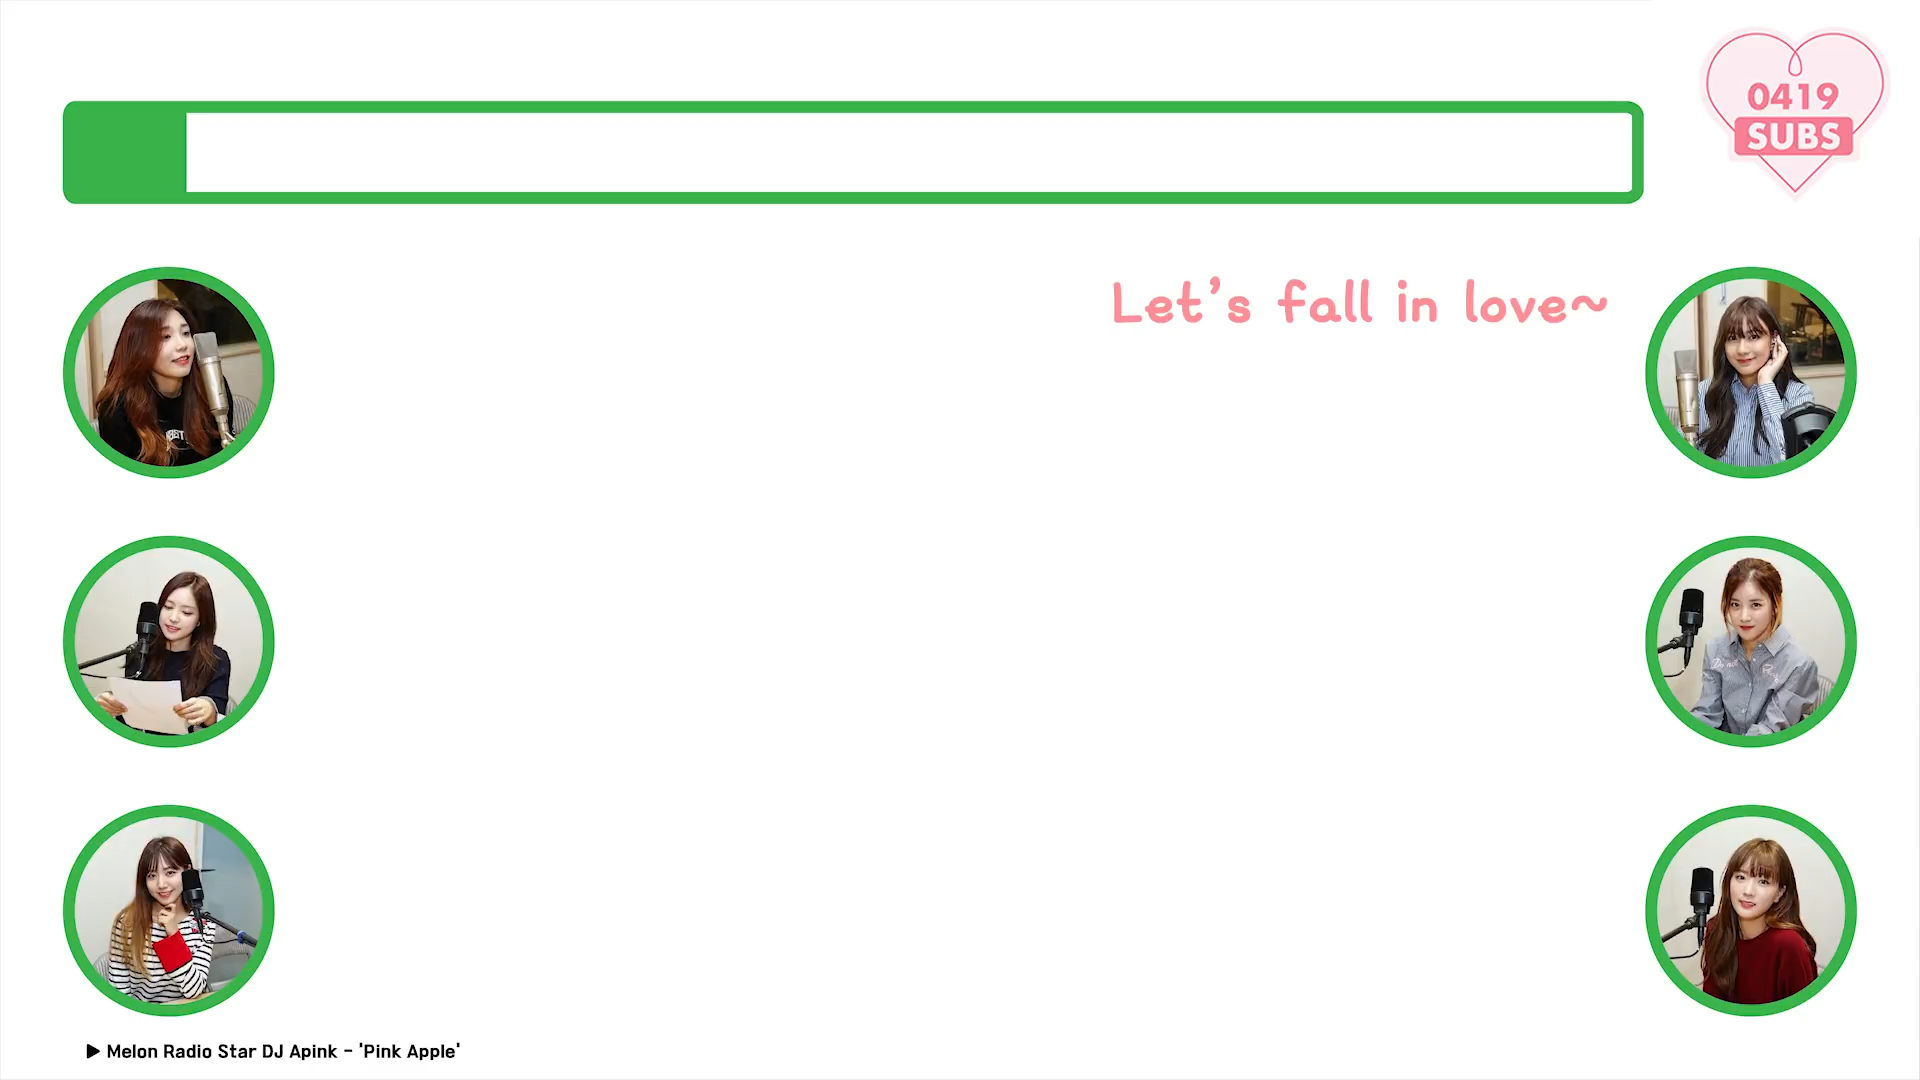 0419
SUBS
Let's fall in love~
▶ Melon Radio Star DJ Apink - 'Pink Apple'